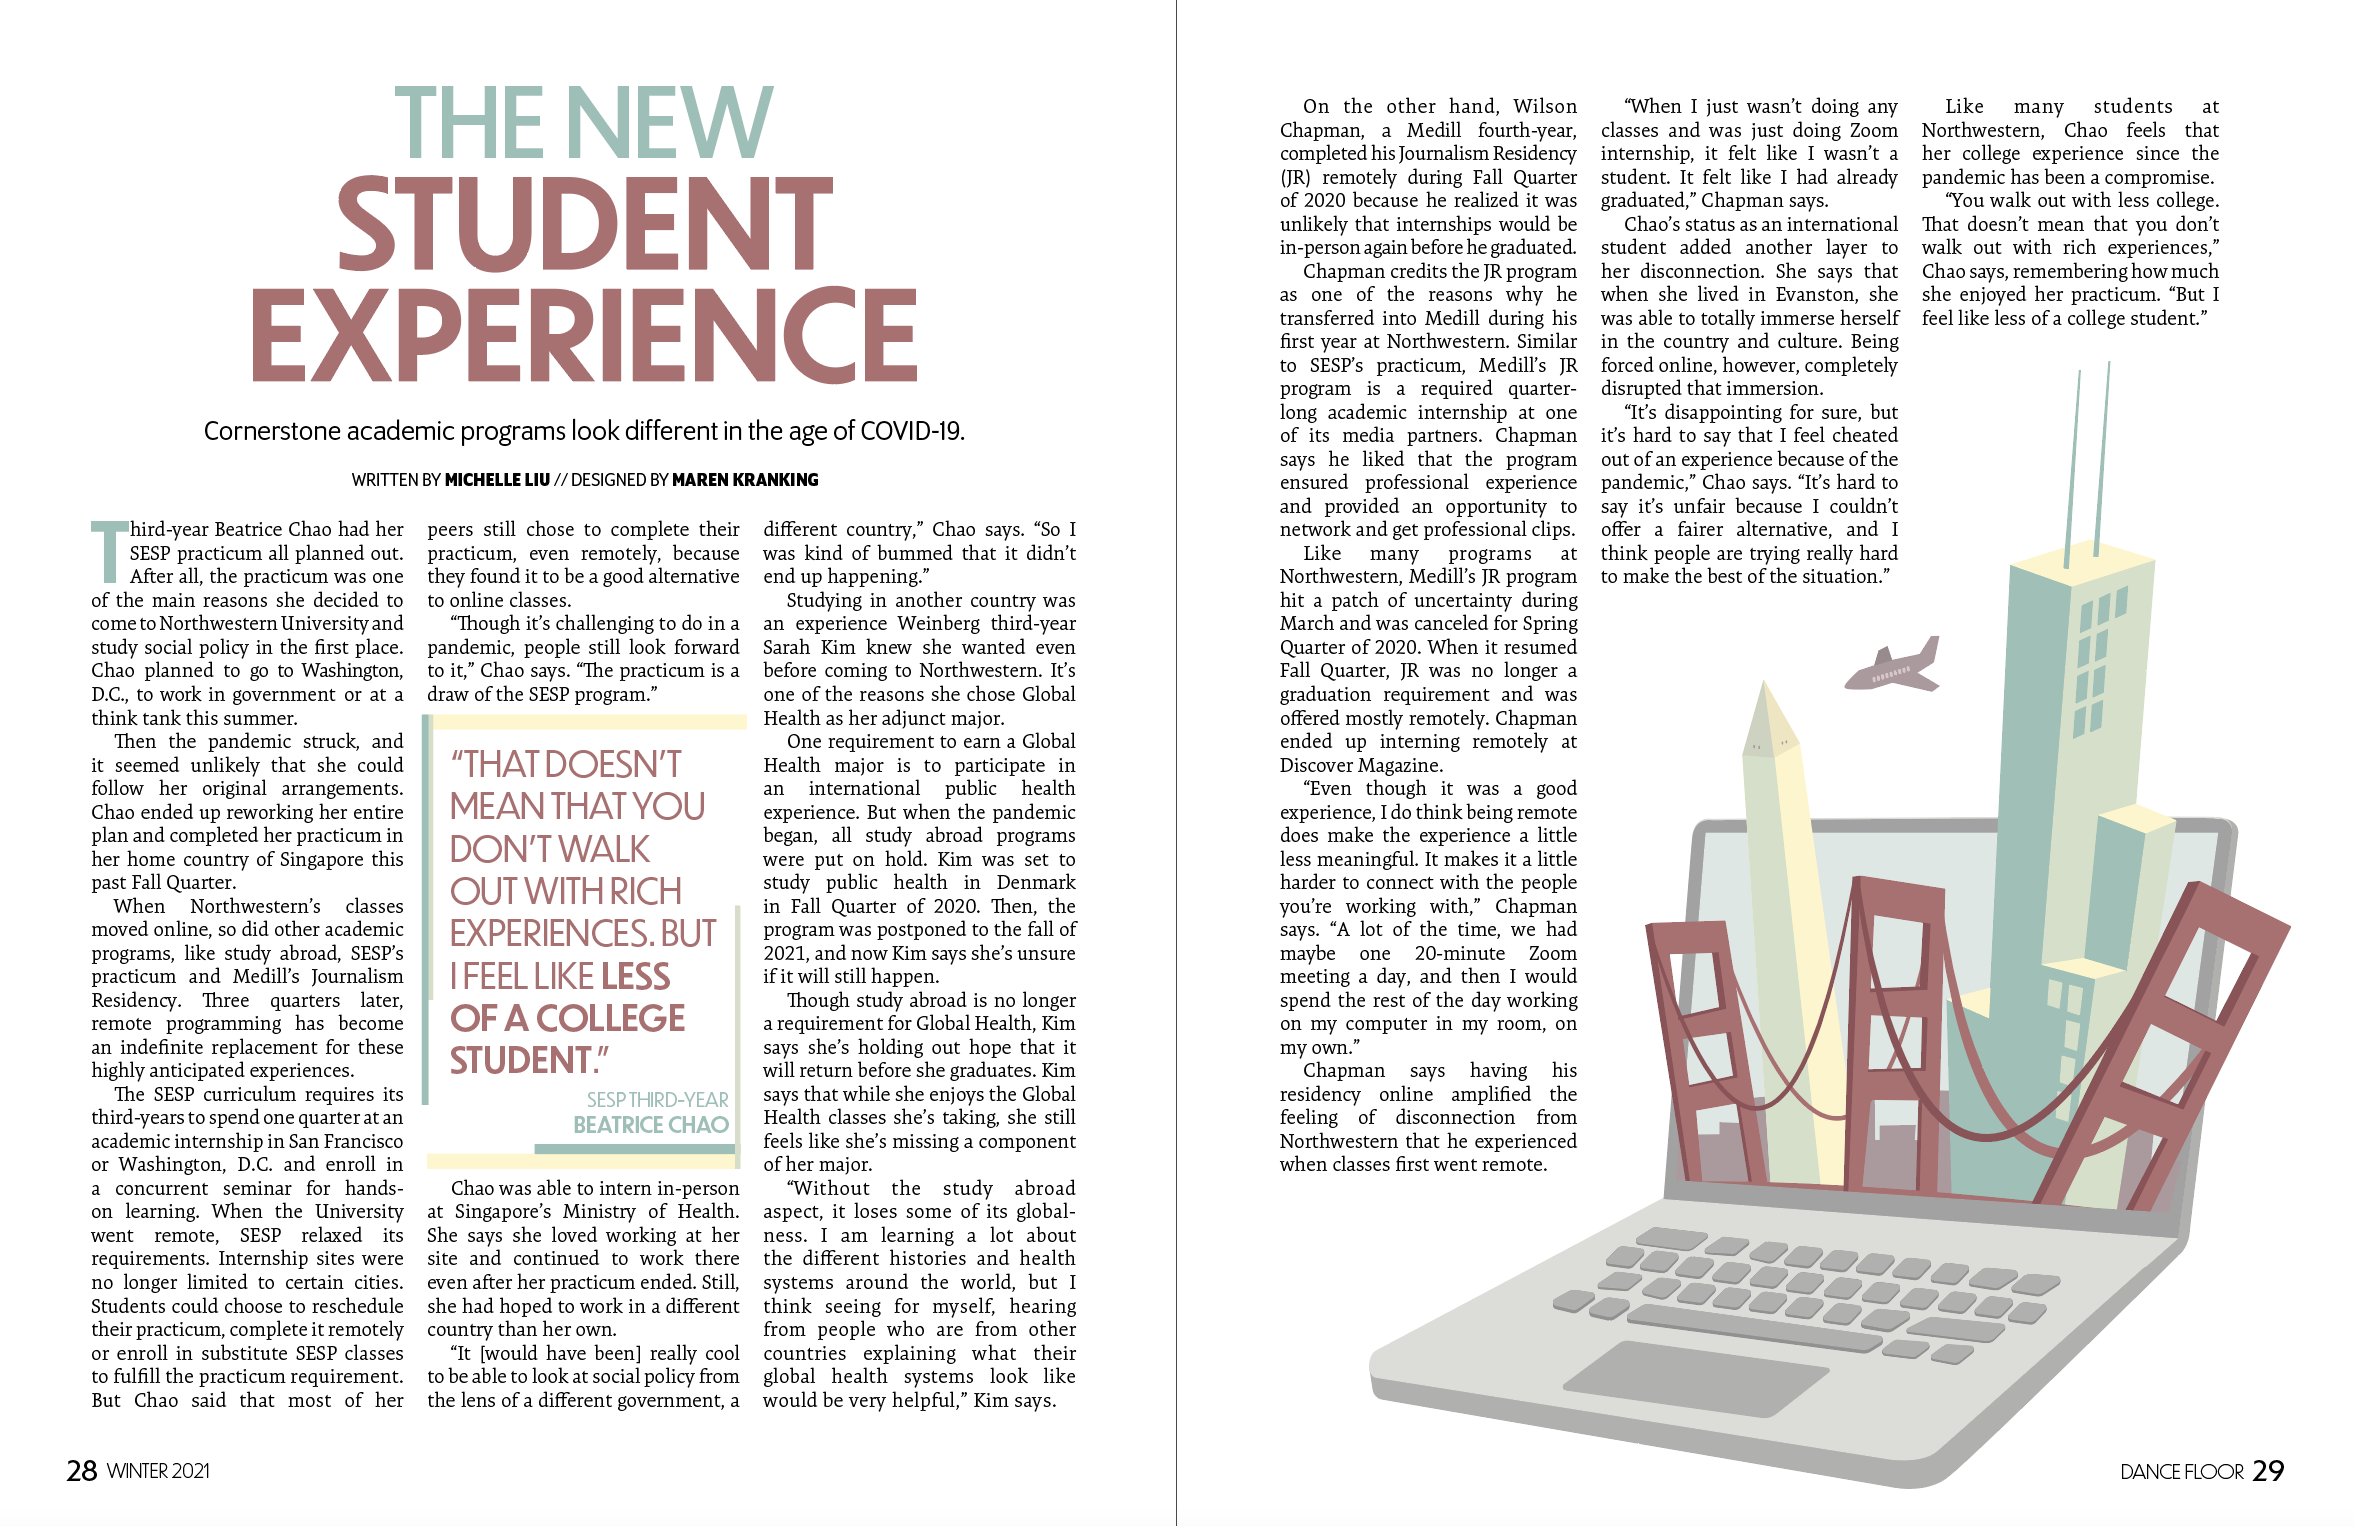 THE NEW
STUDENT
EXPERIENCE
Cornerstone academic programs look different in the age of COVID-19.
WRITTEN BY MICHELLE LIU // DESIGNED BY MAREN KRANKING
Third-year Beatrice Chao had her
SESP practicum all planned out.
After all, the practicum was one
of the main reasons she decided to
come to Northwestern University and
study social policy in the first place.
Chao planned to go to Washington,
D.C., to work in government or at a
think tank this summer.
Then the pandemic struck, and
it seemed unlikely that she could
follow her original arrangements.
Chao ended up reworking her entire
plan and completed her practicum in
her home country of Singapore this
past Fall Quarter.
When Northwestern’s classes
moved online, so did other academic
programs, like study abroad, SESP’s
practicum and Medill’s Journalism
Residency. Three quarters later,
remote programming has become
an indefinite replacement for these
highly anticipated experiences.
The SESP curriculum requires its
third-years to spend one quarter at an
academic internship in San Francisco
or Washington, D.C. and enroll in
a concurrent seminar for hands-
on learning. When the University
went remote, SESP relaxed its
requirements. Internship sites were
no longer limited to certain cities.
Students could choose to reschedule
their practicum, complete it remotely
or enroll in substitute SESP classes
to fulfill the practicum requirement.
But Chao said that most of her
peers still chose to complete their
practicum, even remotely, because
they found it to be a good alternative
to online classes.
“Though it’s challenging to do in a
pandemic, people still look forward
to it,” Chao says. “The practicum is a
draw of the SESP program.”
“THAT DOESN’T
MEAN THAT YOU
DON’T WALK
OUT WITH RICH
EXPERIENCES. BUT
I FEEL LIKE LESS
OF A COLLEGE
STUDENT.”
SESP THIRD-YEAR
BEATRICE CHAO
Chao was able to intern in-person
at Singapore’s Ministry of Health.
She says she loved working at her
site and continued to work there
even after her practicum ended. Still,
she had hoped to work in a different
country than her own.
“It [would have been] really cool
to be able to look at social policy from
the lens of a different government, a
different country,” Chao says. “So I
was kind of bummed that it didn’t
end up happening.”
Studying in another country was
an experience Weinberg third-year
Sarah Kim knew she wanted even
before coming to Northwestern. It’s
one of the reasons she chose Global
Health as her adjunct major.
One requirement to earn a Global
Health major is to participate in
an international public health
experience. But when the pandemic
began, all study abroad programs
were put on hold. Kim was set to
study public health in Denmark
in Fall Quarter of 2020. Then, the
program was postponed to the fall of
2021, and now Kim says she’s unsure
if it will still happen.
Though study abroad is no longer
a requirement for Global Health, Kim
says she’s holding out hope that it
will return before she graduates. Kim
says that while she enjoys the Global
Health classes she’s taking, she still
feels like she’s missing a component
of her major.
“Without the study abroad
aspect, it loses some of its global-
ness. I am learning a lot about
the different histories and health
systems around the world, but I
think seeing for myself, hearing
from people who are from other
countries explaining what their
global health systems look like
would be very helpful,” Kim says.
28 WINTER 2021
On the other hand, Wilson
Chapman, a Medill fourth-year,
completed his Journalism Residency
(JR) remotely during Fall Quarter
of 2020 because he realized it was
unlikely that internships would be
in-person again before he graduated.
Chapman credits the JR program
as one of the reasons why he
transferred into Medill during his
first year at Northwestern. Similar
to SESP’s practicum, Medill’s JR
program is a required quarter-
long academic internship at one
of its media partners. Chapman
says he liked that the program
ensured professional experience
and provided an opportunity to
network and get professional clips.
Like many programs at
Northwestern, Medill’s JR program
hit a patch of uncertainty during
March and was canceled for Spring
Quarter of 2020. When it resumed
Fall Quarter, JR was no longer a
graduation requirement and was
offered mostly remotely. Chapman
ended up interning remotely at
Discover Magazine.
“Even though it was a good
experience, I do think being remote
does make the experience a little
less meaningful. It makes it a little
harder to connect with the people
you’re working with,” Chapman
says. “A lot of the time, we had
maybe one 20-minute Zoom
meeting a day, and then I would
spend the rest of the day working
on my computer in my room, on
my own.”
Chapman says having his
residency online amplified the
feeling of disconnection from
Northwestern that he experienced
when classes first went remote.
“When I just wasn’t doing any
classes and was just doing Zoom
internship, it felt like I wasn’t a
student. It felt like I had already
graduated,” Chapman says.
Chao’s status as an international
student added another layer to
her disconnection. She says that
when she lived in Evanston, she
was able to totally immerse herself
in the country and culture. Being
forced online, however, completely
disrupted that immersion.
“It’s disappointing for sure, but
it’s hard to say that I feel cheated
out of an experience because of the
pandemic,” Chao says. “It’s hard to
say it’s unfair because I couldn’t
offer a fairer alternative, and I
think people are trying really hard
to make the best of the situation.”
Like many students at
Northwestern, Chao feels that
her college experience since the
pandemic has been a compromise.
“You walk out with less college.
That doesn’t mean that you don’t
walk out with rich experiences,”
Chao says, remembering how much
she enjoyed her practicum. “But I
feel like less of a college student.”
DANCE FLOOR 29